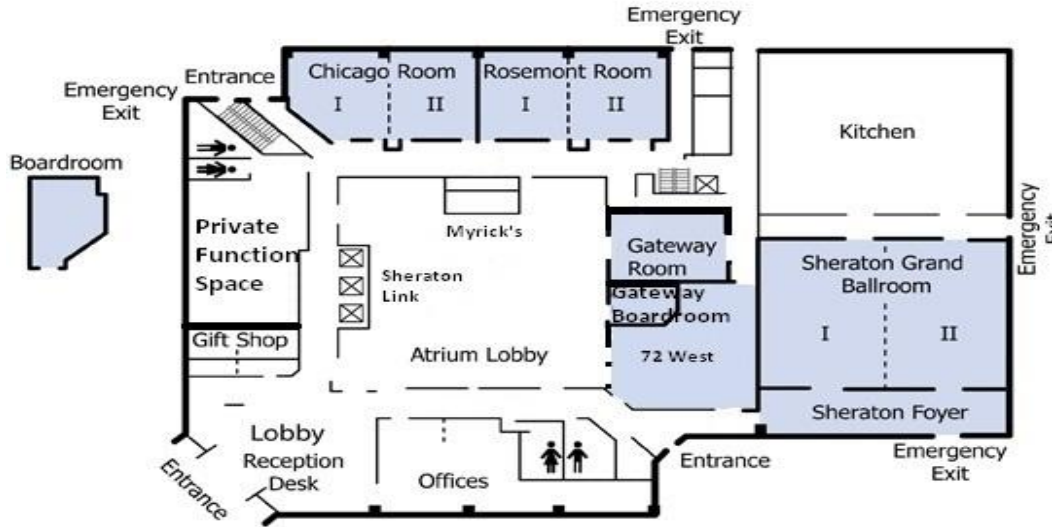 Emergency
Exit
Entrance
Chicago Room
I
II
Rosemont Room
I
II
Emergency
Exit
Kitchen
Boardroom
Private
Function
Space
Myrick's
Sheraton
Link
Gateway
Room
Gateway
Boardroom
72 West
Sheraton Grand
Ballroom
I
II
Emergency
Exit
Gift Shop
Atrium Lobby
Sheraton Foyer
Lobby
Reception
Desk
Offices
Entrance
Entrance
Emergency
Exit